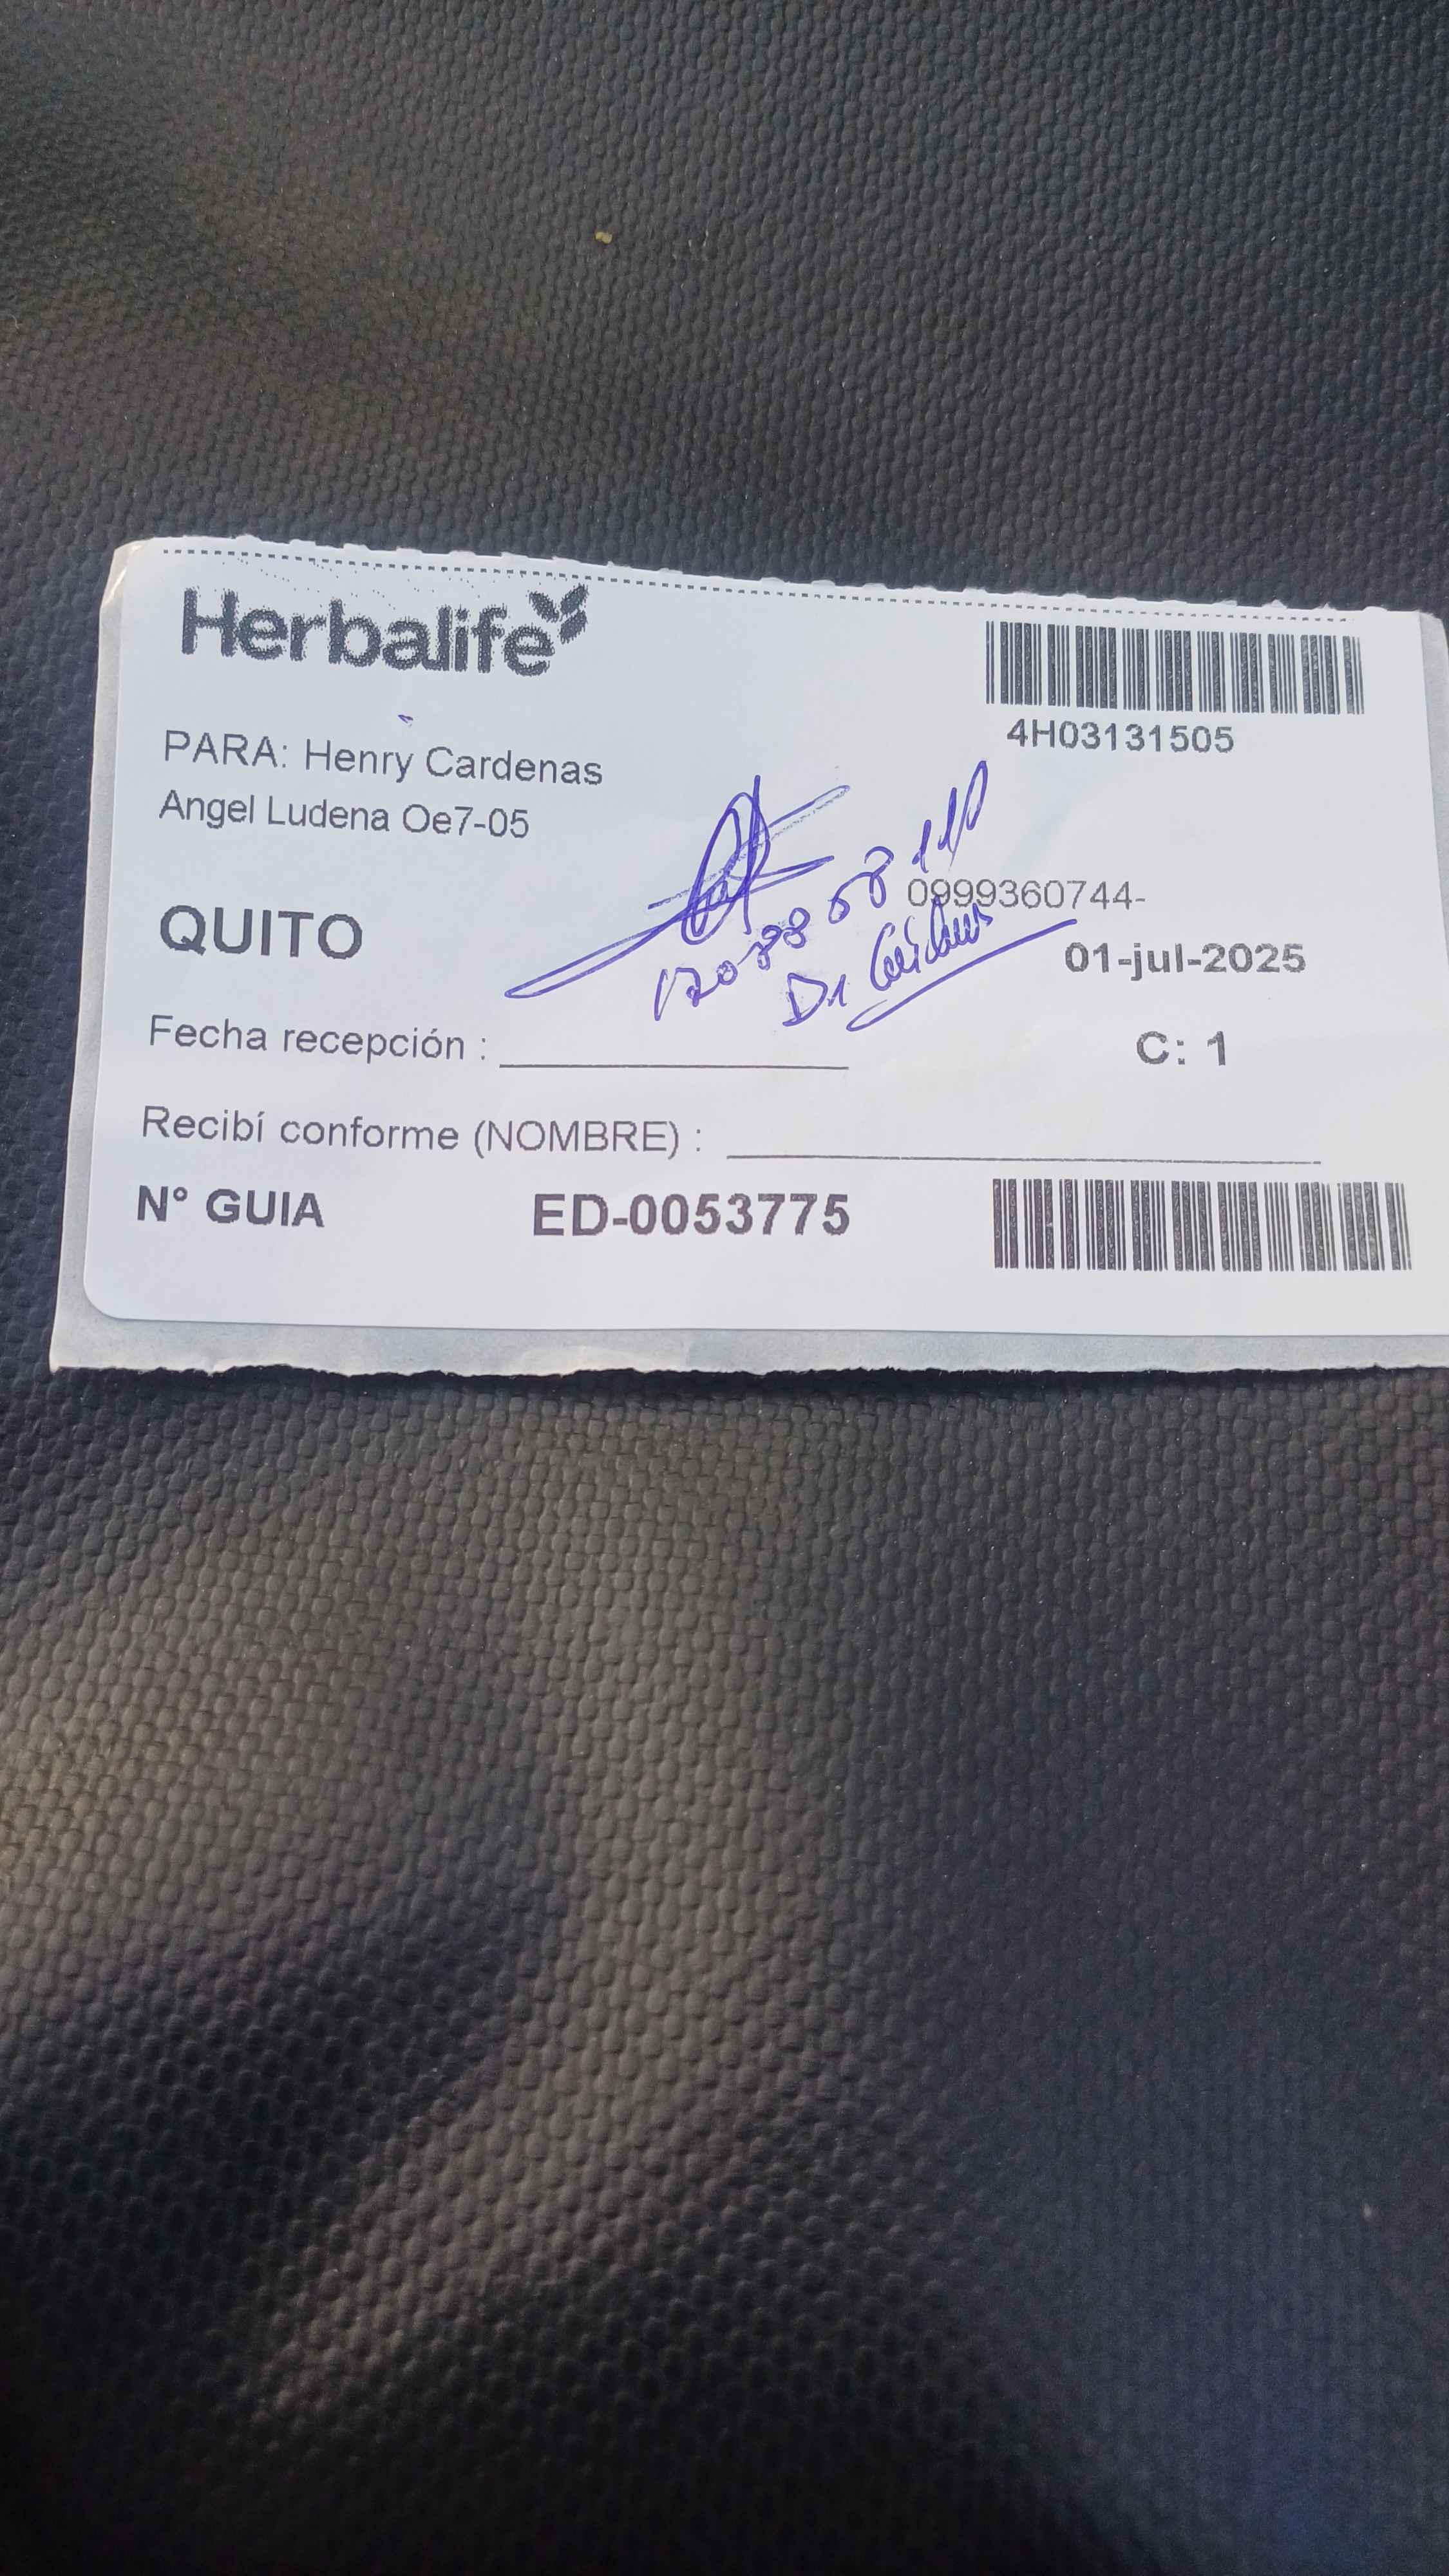 Herbalife
4H03131505
PARA: Henry Cardenas
Angel Ludena Oe7-05
0999360744-
QUITO
01-jul-2025
Dr
Fecha recepción :
C: 1
Recibí conforme (NOMBRE) :
N° GUIA ED-0053775